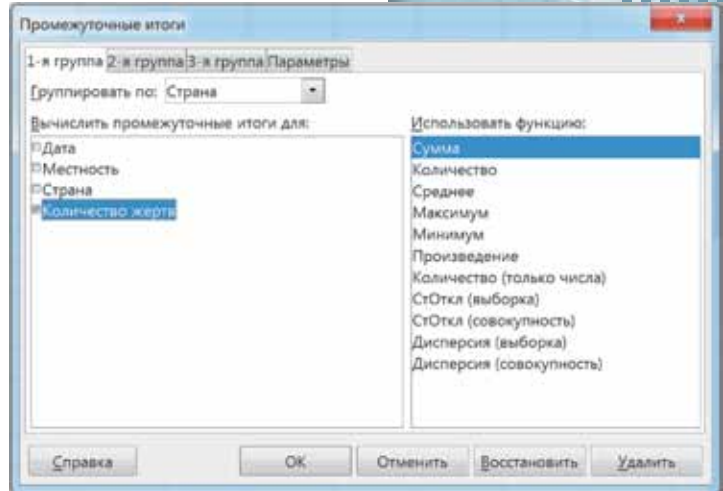 Промежуточные итоги
1-я группа 2-я группа 3-я группа Параметры
Группировать по: Страна
Вычислить промежуточные итоги для:
Дата
Местность
Страна
Количество жертв
Использовать функцию:
Сумма
Количество
Среднее
Максимум
Минимум
Произведение
Количество (только числа)
СтОткл (выборка)
СтОткл (совокупность)
Дисперсия (выборка)
Дисперсия (совокупность)
Справка ОК Отменить Восстановить Удалить